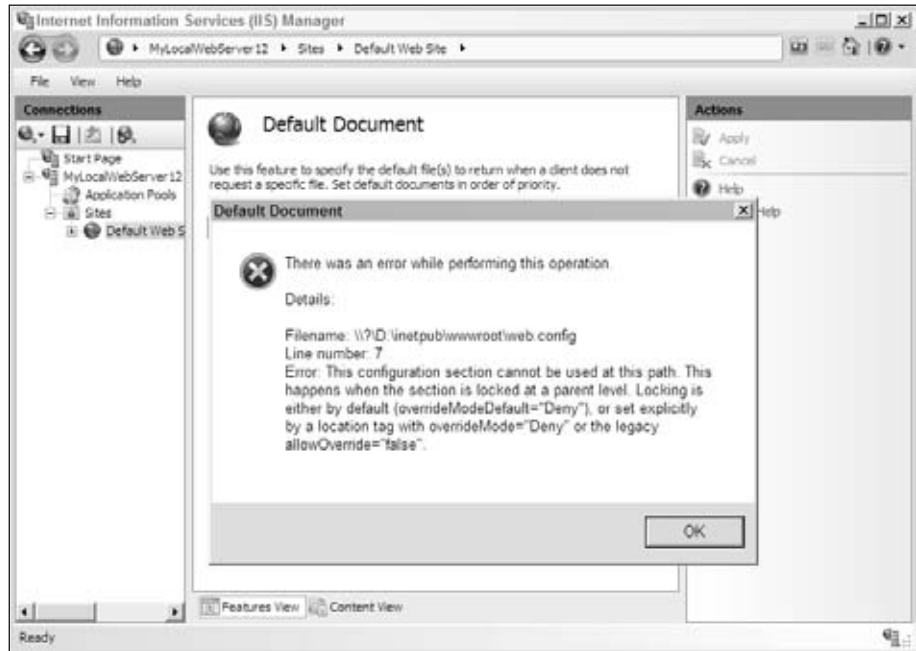 Internet Information Services (IIS) Manager
MyLocalWebServer12 Sites Default Web Site
File View Help
Connections
Start Page
MyLocalWebServer12
Application Pools
Sites
Default Web S
Default Document
Use this feature to specify the default file(s) to return when a client does not
request a specific file. Set default documents in order of priority.
Actions
Apply
Cancel
Help
Help
Default Document
There was an error while performing this operation.
Details:
Filename: \\?\D:\inetpub\wwwroot\web.config
Line number: 7
Error: This configuration section cannot be used at this path. This
happens when the section is locked at a parent level. Locking is
either by default (overrideModeDefault="Deny"), or set explicitly
by a location tag with overrideMode="Deny" or the legacy
allowOverride="false".
OK
Features View Content View
Ready